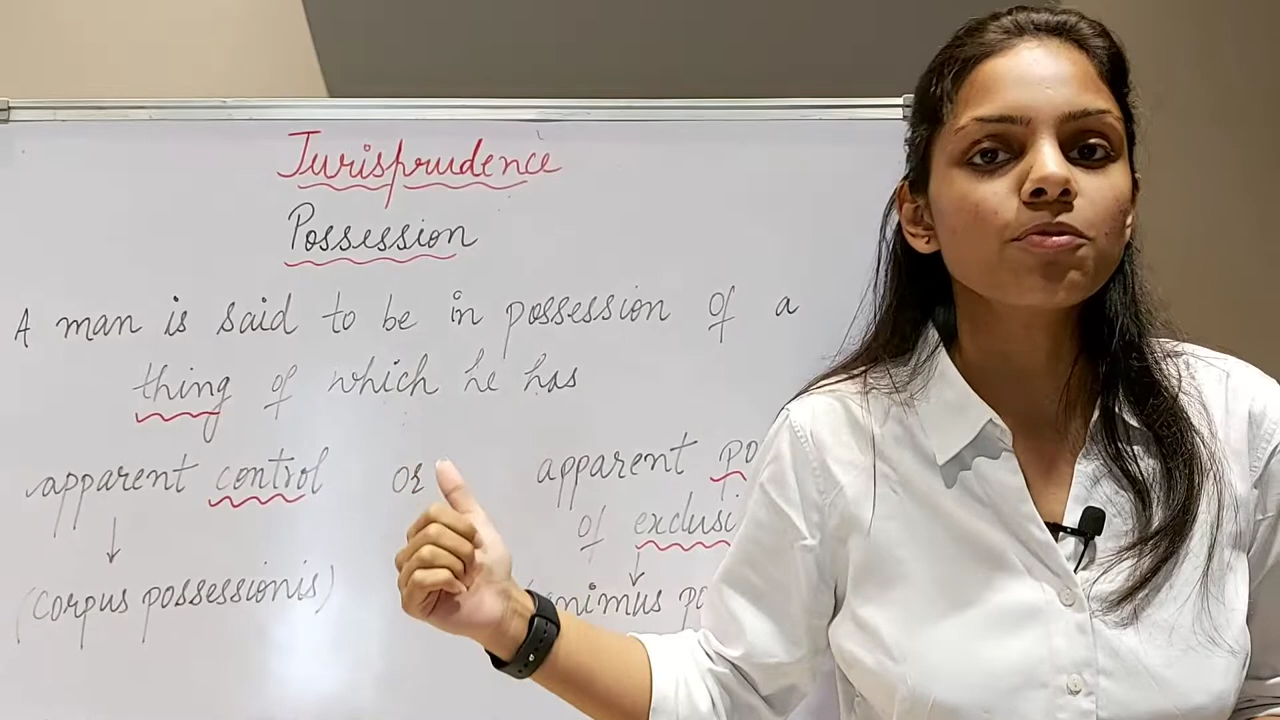 Jurisprudence
Possession
A man is said to be in possession of a
thing of which he has
apparent control or apparent
of
(corpus possessionis)